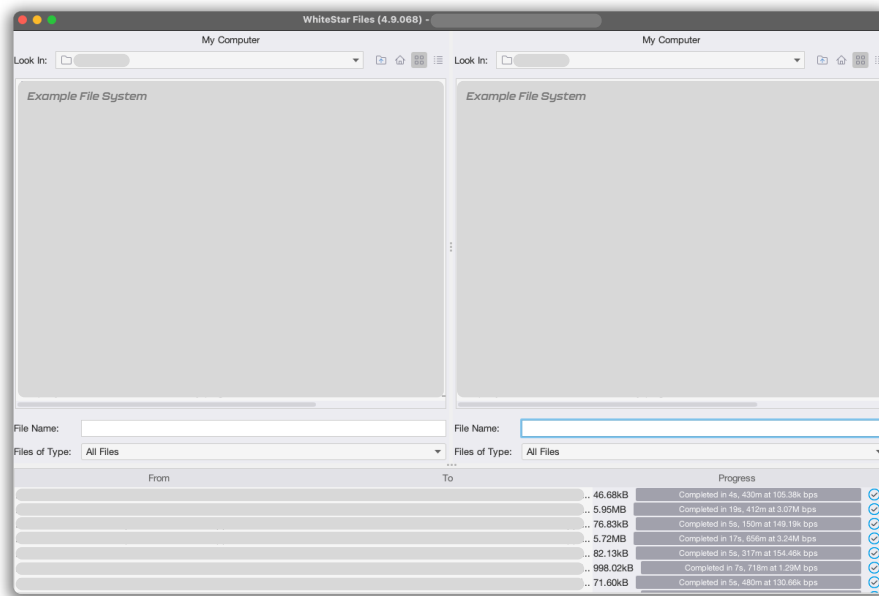 WhiteStar Files (4.9.068) -
My Computer
Look In:
Example File System
File Name:
Files of Type: All Files
My Computer
Look In:
Example File System
File Name:
Files of Type: All Files
From To Progress
.. 46.68kB Completed in 4s, 430m at 105.38k bps
.. 5.95MB Completed in 19s, 412m at 3.07M bps
.. 76.83kB Completed in 5s, 150m at 149.19k bps
.. 5.72MB Completed in 17s, 656m at 3.24M bps
.. 82.13kB Completed in 5s, 317m at 154.46k bps
.. 998.02kB Completed in 7s, 718m at 1.29M bps
.. 71.60kB Completed in 5s, 480m at 130.66k bps